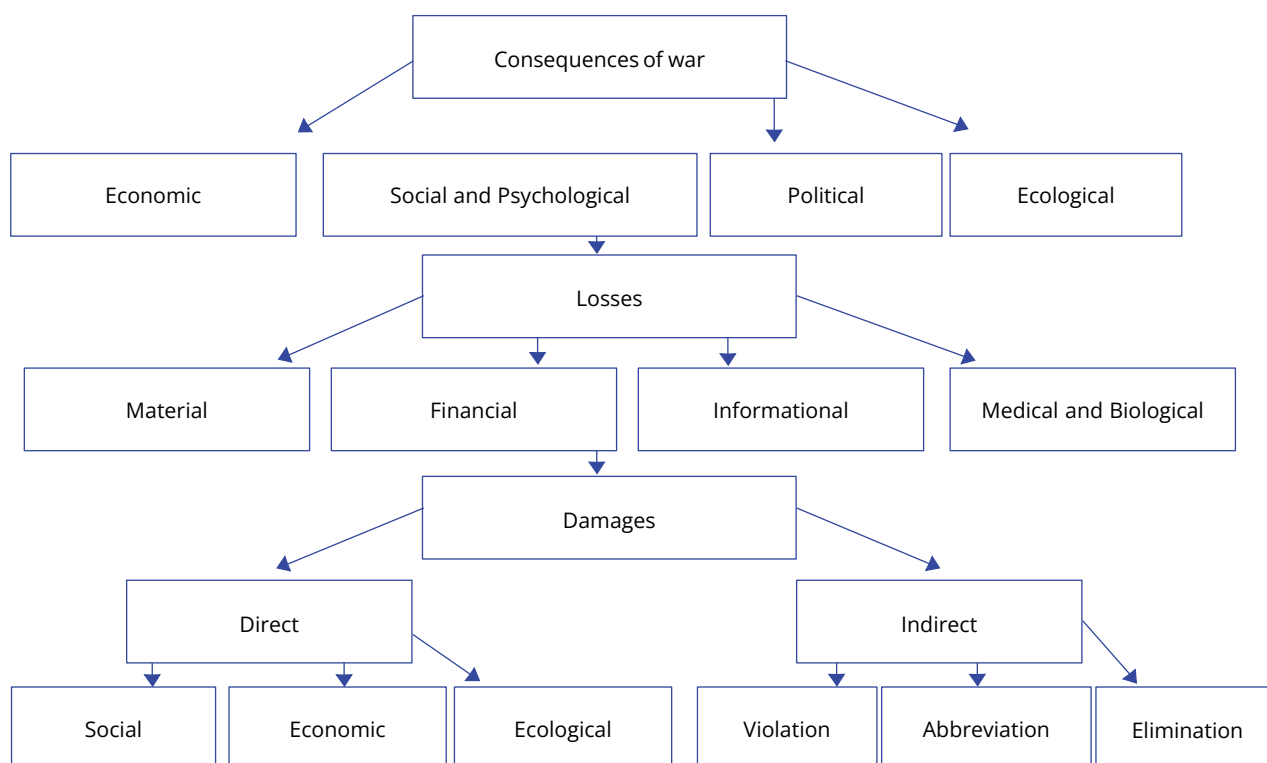 Consequences of war
Economic
Social and Psychological
Political
Ecological
Losses
Material
Financial
Informational
Medical and Biological
Damages
Direct
Indirect
Social
Economic
Ecological
Violation
Abbreviation
Elimination